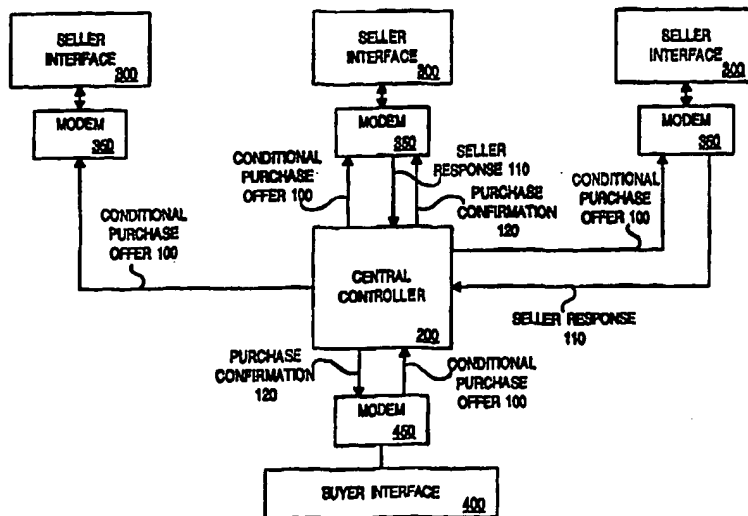 SELLER
INTERFACE
300
SELLER
INTERFACE
300
SELLER
INTERFACE
300
MODEM
350
MODEM
350
MODEM
350
CONDITIONAL
PURCHASE
OFFER 100
SELLER
RESPONSE 110
PURCHASE
CONFIRMATION
120
CONDITIONAL
PURCHASE
OFFER 100
CONDITIONAL
PURCHASE
OFFER 100
CENTRAL
CONTROLLER
200
SELLER RESPONSE
110
PURCHASE
CONFIRMATION
120
CONDITIONAL
PURCHASE
OFFER 100
MODEM
450
BUYER INTERFACE
400